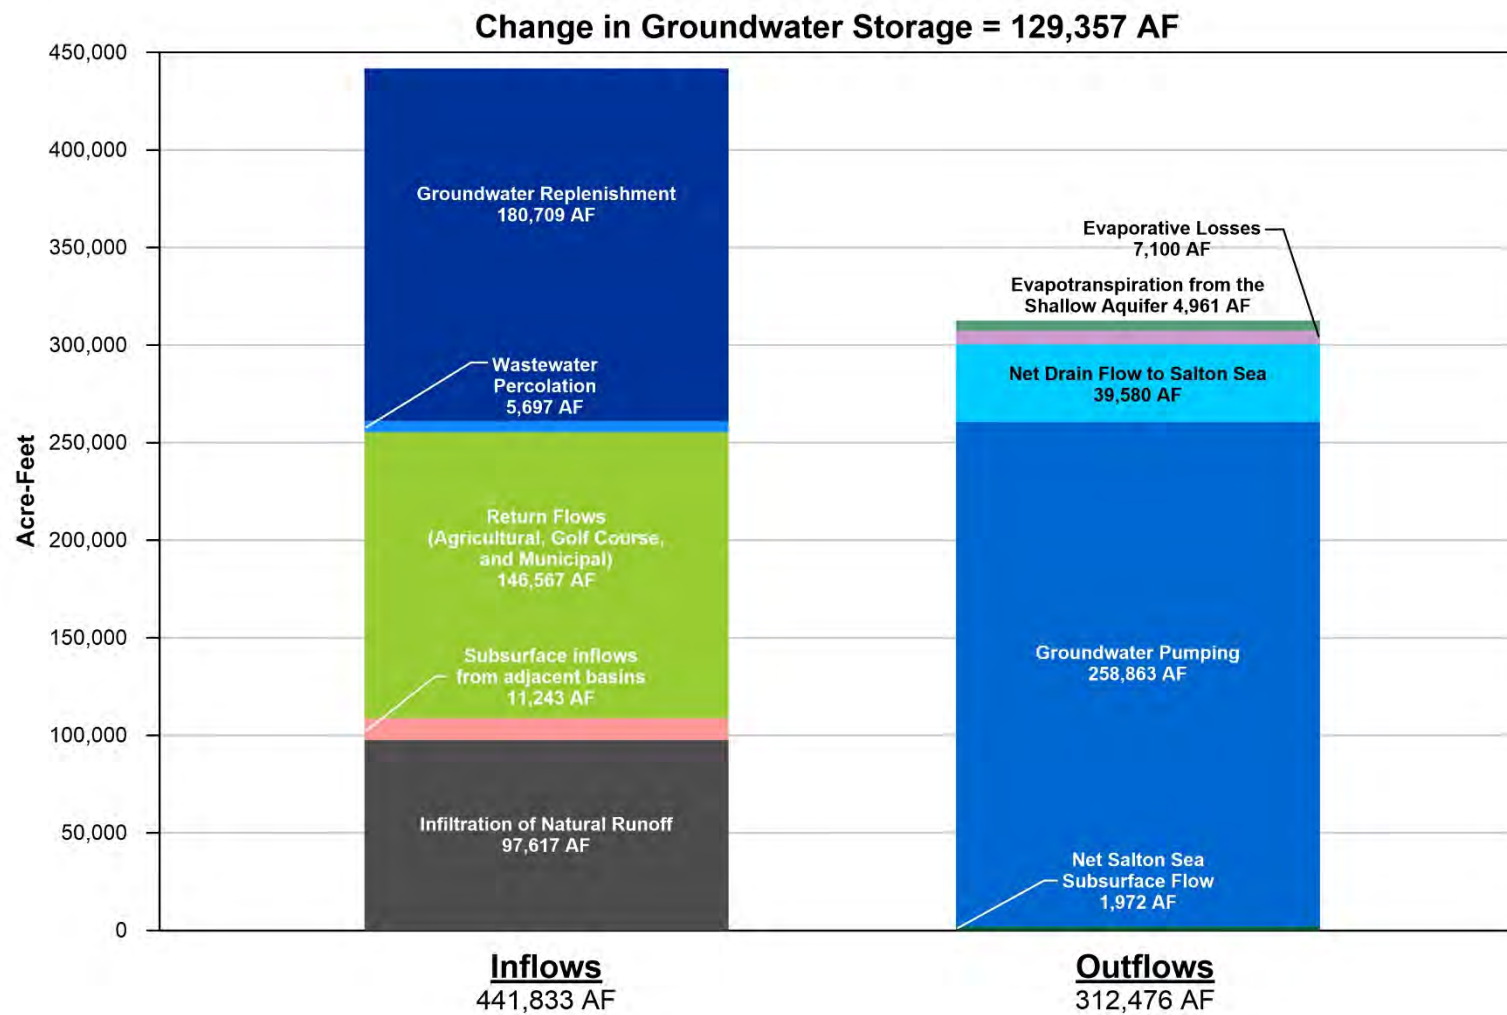 Change in Groundwater Storage = 129,357 AF
450,000
400,000
350,000
300,000
250,000
200,000
150,000
100,000
50,000
0
Acre-Feet
Groundwater Replenishment
180,709 AF
Wastewater
Percolation
5,697 AF
Return Flows
(Agricultural, Golf Course,
and Municipal)
146,567 AF
Subsurface inflows
from adjacent basins
11,243 AF
Infiltration of Natural Runoff
97,617 AF
Evaporative Losses
7,100 AF
Evapotranspiration from the
Shallow Aquifer 4,961 AF
Net Drain Flow to Salton Sea
39,580 AF
Groundwater Pumping
258,863 AF
Net Salton Sea
Subsurface Flow
1,972 AF
Inflows
441,833 AF
Outflows
312,476 AF